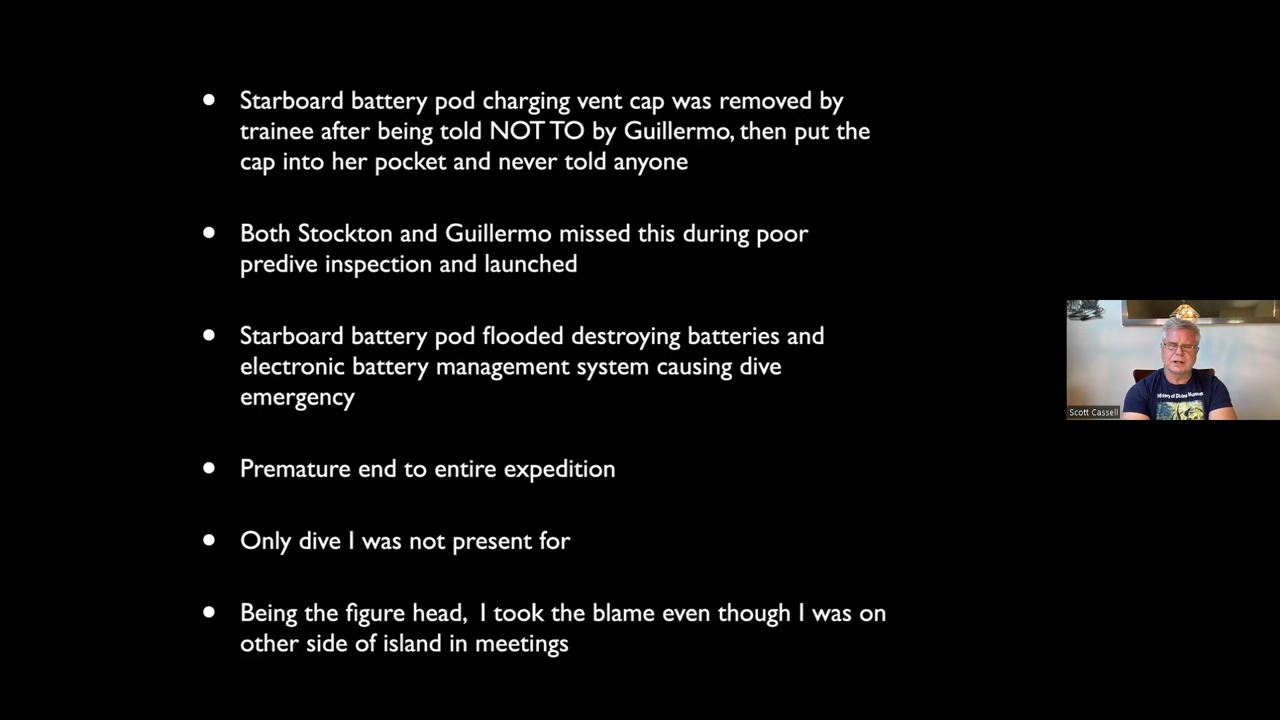 • Starboard battery pod charging vent cap was removed by
trainee after being told NOT TO by Guillermo, then put the
cap into her pocket and never told anyone
• Both Stockton and Guillermo missed this during poor
predive inspection and launched
• Starboard battery pod flooded destroying batteries and
electronic battery management system causing dive
emergency
• Premature end to entire expedition
• Only dive I was not present for
• Being the figure head, I took the blame even though I was on
other side of island in meetings
Scott Cassell